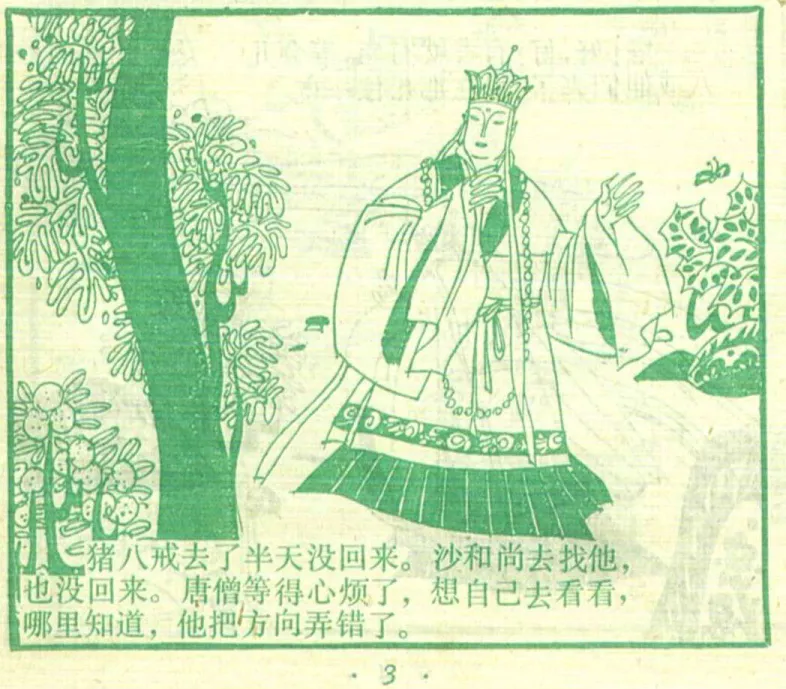 猪八戒去了半天没回来。沙和尚去找他，
也没回来。唐僧等得心烦了，想自己去看看，
哪里知道，他把方向弄错了。
· 3 ·